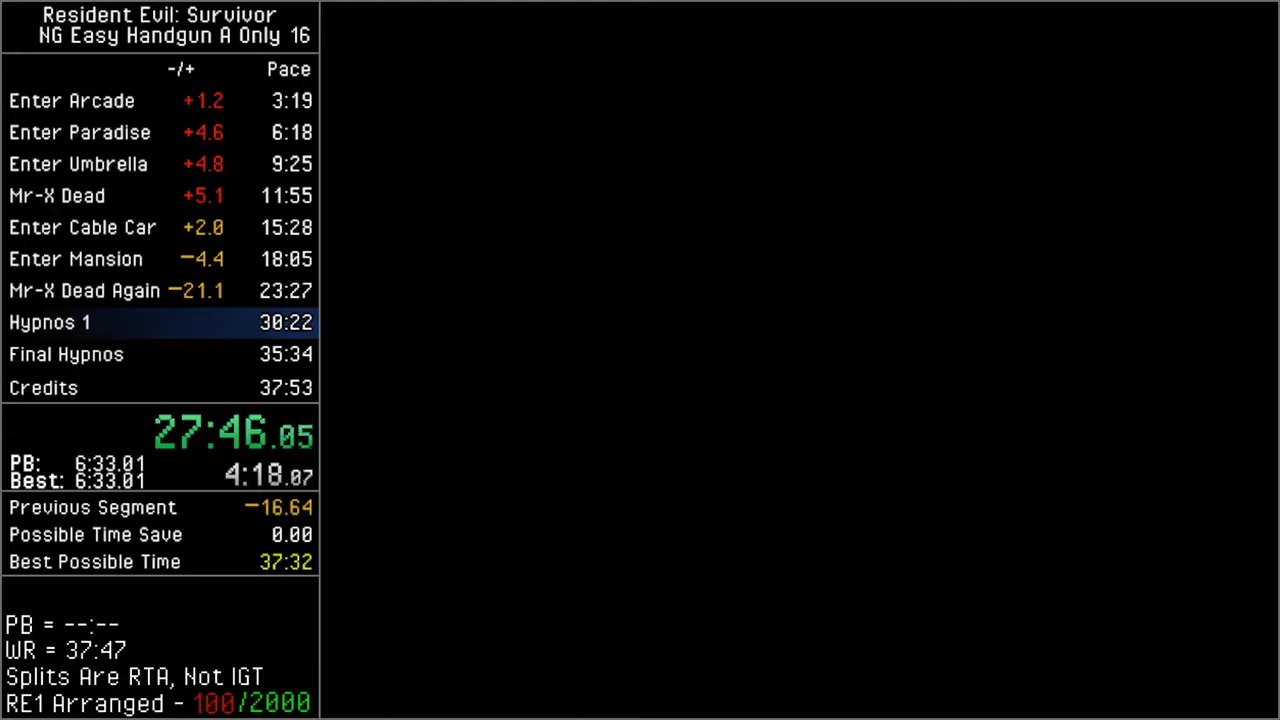 Resident Evil: Survivor
NG Easy Handgun A Only 16
-/+ Pace
Enter Arcade +1.2 3:19
Enter Paradise +4.6 6:18
Enter Umbrella +4.8 9:25
Mr-X Dead +5.1 11:55
Enter Cable Car +2.0 15:28
Enter Mansion -4.4 18:05
Mr-X Dead Again -21.1 23:27
Hypnos 1 30:22
Final Hypnos 35:34
Credits 37:53
27:46.05
PB: 6:33.01
Best: 6:33.01 4:18.07
Previous Segment -16.64
Possible Time Save 0.00
Best Possible Time 37:32
PB = --:--
WR = 37:47
Splits Are RTA, Not IGT
RE1 Arranged - 100/2000